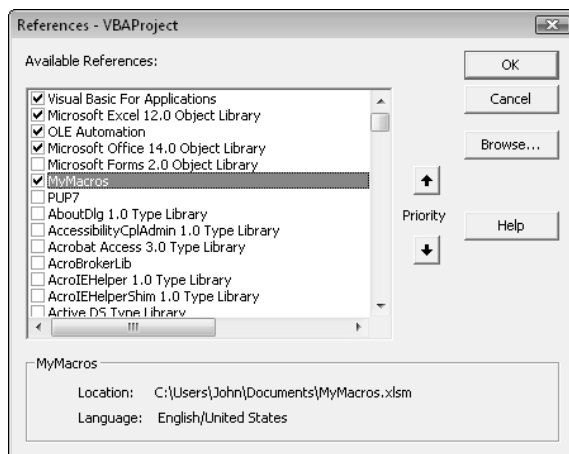 References - VBAProject
Available References:
Visual Basic For Applications
Microsoft Excel 12.0 Object Library
OLE Automation
Microsoft Office 14.0 Object Library
Microsoft Forms 2.0 Object Library
MyMacros
PUP7
AboutDlg 1.0 Type Library
AccessibilityCplAdmin 1.0 Type Library
Acrobat Access 3.0 Type Library
AcroBrokerLib
AcroIEHelper 1.0 Type Library
AcroIEHelperShim 1.0 Type Library
Active DS Type Library
Priority
OK
Cancel
Browse...
Help
MyMacros
Location: C:\Users\John\Documents\MyMacros.xlsm
Language: English/United States